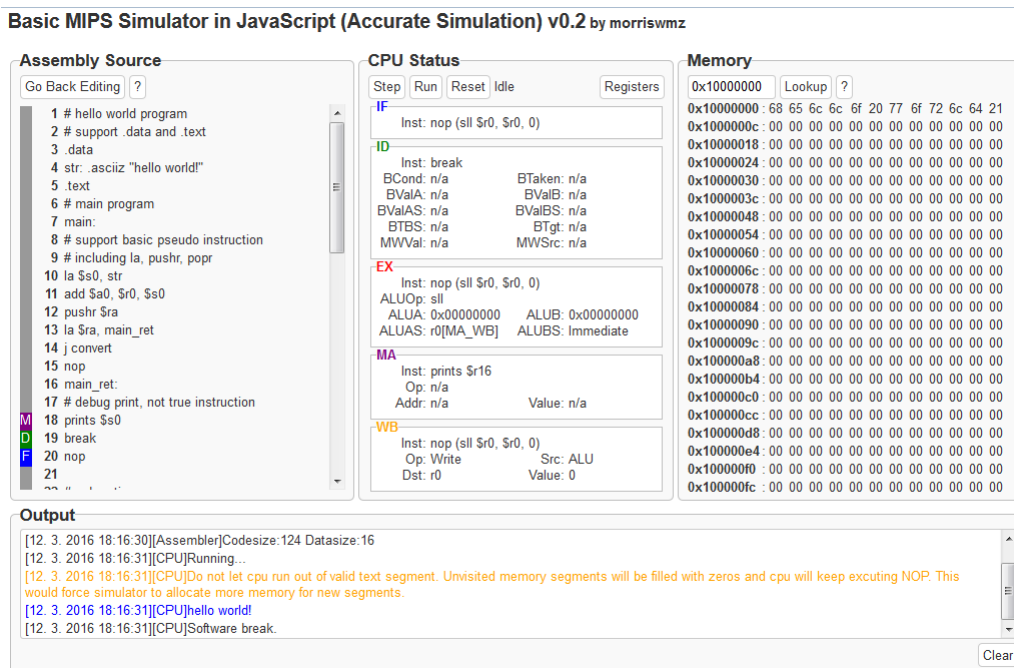 Basic MIPS Simulator in JavaScript (Accurate Simulation) v0.2 by morriswmz
Assembly Source
Go Back Editing ?
1 # hello world program
2 # support .data and .text
3 .data
4 str: .asciiz "hello world!"
5 .text
6 # main program
7 main:
8 # support basic pseudo instruction
9 # including la, pushr, popr
10 la $s0, str
11 add $a0, $r0, $s0
12 pushr $ra
13 la $ra, main_ret
14 j convert
15 nop
16 main_ret:
17 # debug print, not true instruction
M 18 prints $s0
D 19 break
F 20 nop
21
CPU Status
Step Run Reset Idle Registers
IF
Inst: nop (sll $r0, $r0, 0)
ID
Inst: break
BCond: n/a BTaken: n/a
BValA: n/a BValB: n/a
BValAS: n/a BValBS: n/a
BTBS: n/a BTgt: n/a
MWVal: n/a MWSrc: n/a
EX
Inst: nop (sll $r0, $r0, 0)
ALUOp: sll
ALUA: 0x00000000 ALUB: 0x00000000
ALUAS: r0[MA_WB] ALUBS: Immediate
MA
Inst: prints $r16
Op: n/a
Addr: n/a Value: n/a
WB
Inst: nop (sll $r0, $r0, 0)
Op: Write Src: ALU
Dst: r0 Value: 0
Memory
0x10000000 Lookup ?
0x10000000 : 68 65 6c 6c 6f 20 77 6f 72 6c 64 21
0x1000000c : 00 00 00 00 00 00 00 00 00 00 00 00
0x10000018 : 00 00 00 00 00 00 00 00 00 00 00 00
0x10000024 : 00 00 00 00 00 00 00 00 00 00 00 00
0x10000030 : 00 00 00 00 00 00 00 00 00 00 00 00
0x1000003c : 00 00 00 00 00 00 00 00 00 00 00 00
0x10000048 : 00 00 00 00 00 00 00 00 00 00 00 00
0x10000054 : 00 00 00 00 00 00 00 00 00 00 00 00
0x10000060 : 00 00 00 00 00 00 00 00 00 00 00 00
0x1000006c : 00 00 00 00 00 00 00 00 00 00 00 00
0x10000078 : 00 00 00 00 00 00 00 00 00 00 00 00
0x10000084 : 00 00 00 00 00 00 00 00 00 00 00 00
0x10000090 : 00 00 00 00 00 00 00 00 00 00 00 00
0x1000009c : 00 00 00 00 00 00 00 00 00 00 00 00
0x100000a8 : 00 00 00 00 00 00 00 00 00 00 00 00
0x100000b4 : 00 00 00 00 00 00 00 00 00 00 00 00
0x100000c0 : 00 00 00 00 00 00 00 00 00 00 00 00
0x100000cc : 00 00 00 00 00 00 00 00 00 00 00 00
0x100000d8 : 00 00 00 00 00 00 00 00 00 00 00 00
0x100000e4 : 00 00 00 00 00 00 00 00 00 00 00 00
0x100000f0 : 00 00 00 00 00 00 00 00 00 00 00 00
0x100000fc : 00 00 00 00 00 00 00 00 00 00 00 00
Output
[12. 3. 2016 18:16:30][Assembler]Codesize:124 Datasize:16
[12. 3. 2016 18:16:31][CPU]Running...
[12. 3. 2016 18:16:31][CPU]Do not let cpu run out of valid text segment. Unvisited memory segments will be filled with zeros and cpu will keep excuting NOP. This
would force simulator to allocate more memory for new segments.
[12. 3. 2016 18:16:31][CPU]hello world!
[12. 3. 2016 18:16:31][CPU]Software break.
Clear